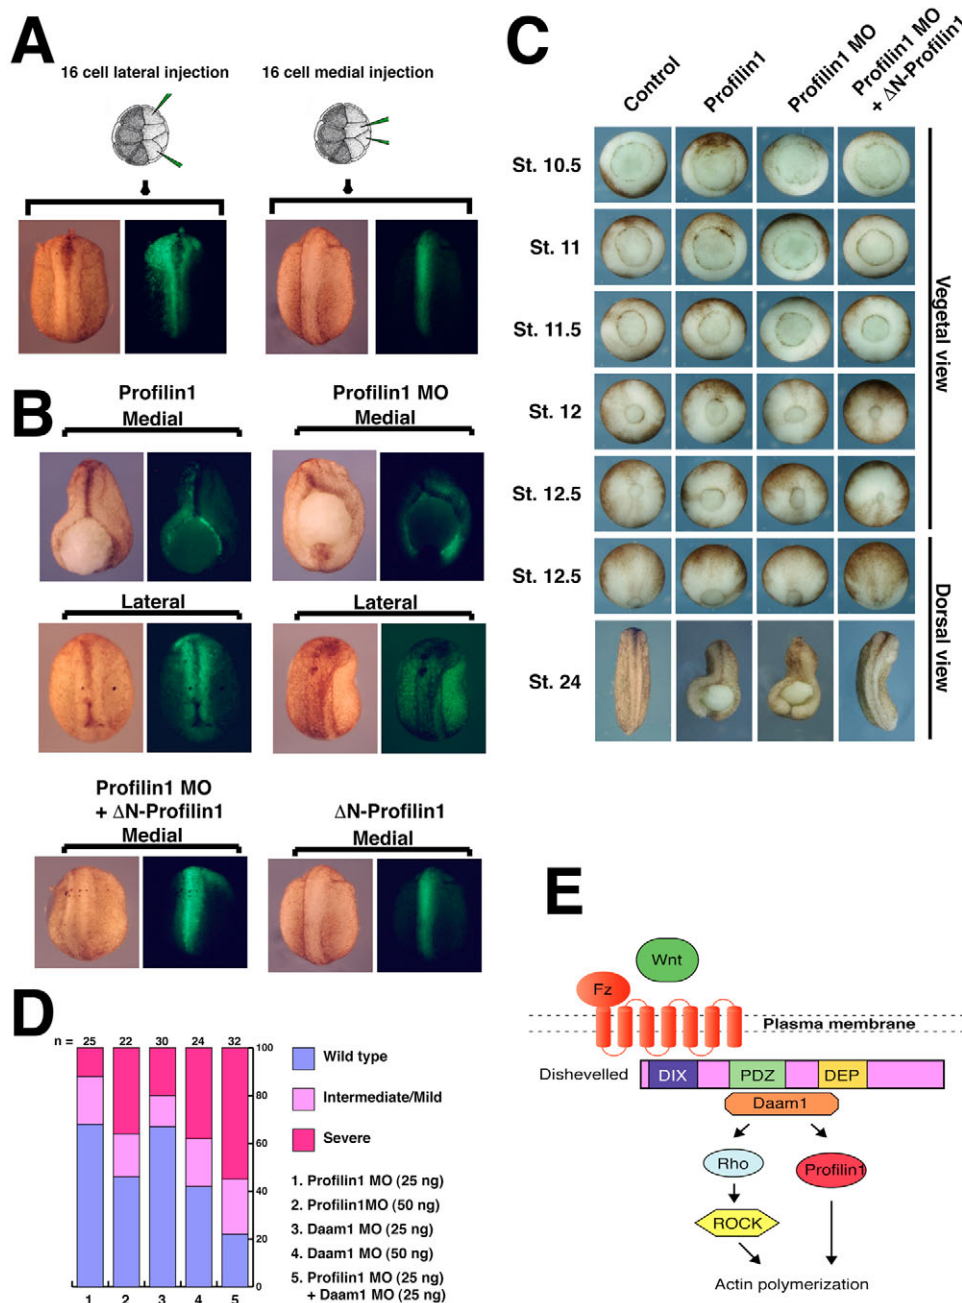 A
16 cell lateral injection
16 cell medial injection
B
Profilin1
Medial
Profilin1 MO
Medial
Lateral
Lateral
Profilin1 MO
+ ΔN-Profilin1
Medial
ΔN-Profilin1
Medial
C
Control
Profilin1
Profilin1 MO
Profilin1 MO
+ ΔN-Profilin1
St. 10.5
St. 11
St. 11.5
St. 12
St. 12.5
St. 12.5
St. 24
Vegetal view
Dorsal view
D
n = 25 22 30 24 32
100
80
60
40
20
0
1 2 3 4 5
Wild type
Intermediate/Mild
Severe
1. Profilin1 MO (25 ng)
2. Profilin1MO (50 ng)
3. Daam1 MO (25 ng)
4. Daam1 MO (50 ng)
5. Profilin1 MO (25 ng)
+ Daam1 MO (25 ng)
E
Wnt
Fz
Plasma membrane
Dishevelled
DIX PDZ DEP
Daam1
Rho
Profilin1
ROCK
Actin polymerization